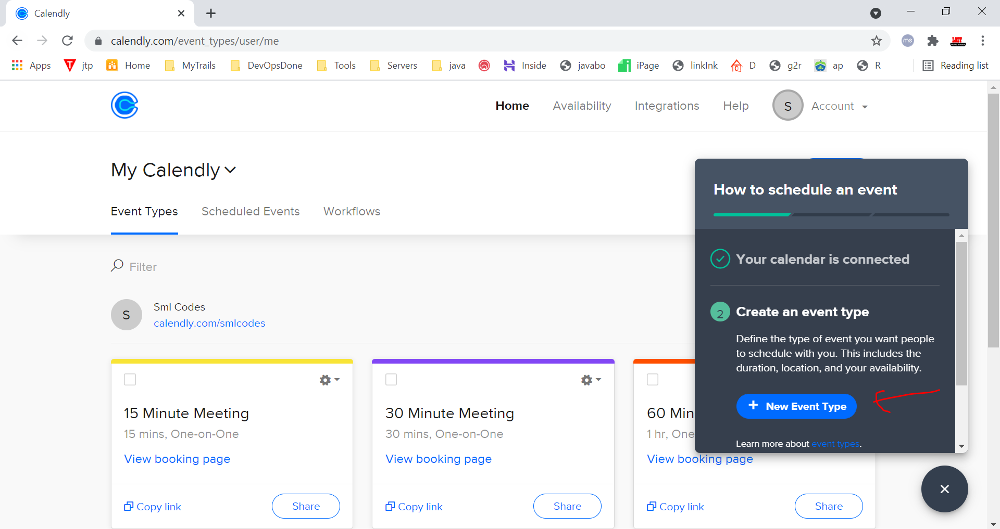 Calendly
calendly.com/event_types/user/me
me
LOST
Apps
T
jtp
Home
MyTrails
DevOpsDone
Tools
Servers
java
Inside
javabo
iPage
linkInk
D
g2r
ap
R
Reading list
Home
Availability
Integrations
Help
S
Account
My Calendly
Event Types
Scheduled Events
Workflows
Filter
S
Sml Codes
calendly.com/smlcodes
15 Minute Meeting
15 mins, One-on-One
View booking page
Copy link
Share
30 Minute Meeting
30 mins, One-on-One
View booking page
Copy link
Share
60 Min
1 hr, One
View booking page
Copy link
Share
How to schedule an event
Your calendar is connected
2
Create an event type
Define the type of event you want people
to schedule with you. This includes the
duration, location, and your availability.
+ New Event Type
Learn more about event types.